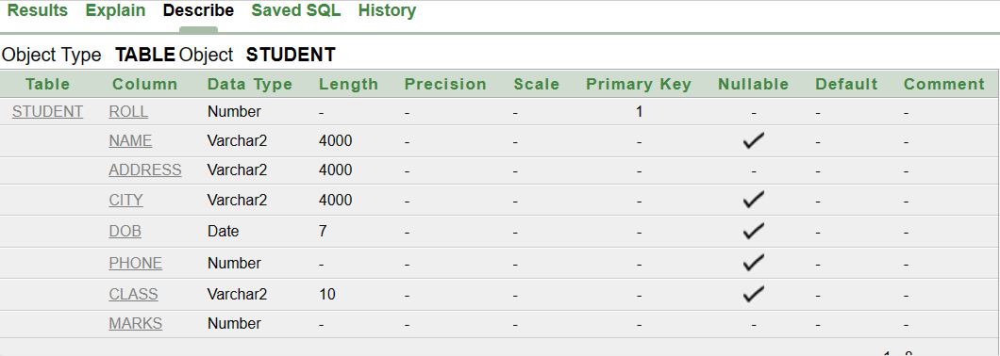 Results Explain Describe Saved SQL History
Object Type TABLE Object STUDENT
Table Column Data Type Length Precision Scale Primary Key Nullable Default Comment
STUDENT ROLL Number - - - 1 - - -
NAME Varchar2 4000 - - - ✓ - -
ADDRESS Varchar2 4000 - - - - - -
CITY Varchar2 4000 - - - ✓ - -
DOB Date 7 - - - ✓ - -
PHONE Number - - - - ✓ - -
CLASS Varchar2 10 - - - ✓ - -
MARKS Number - - - - - - -